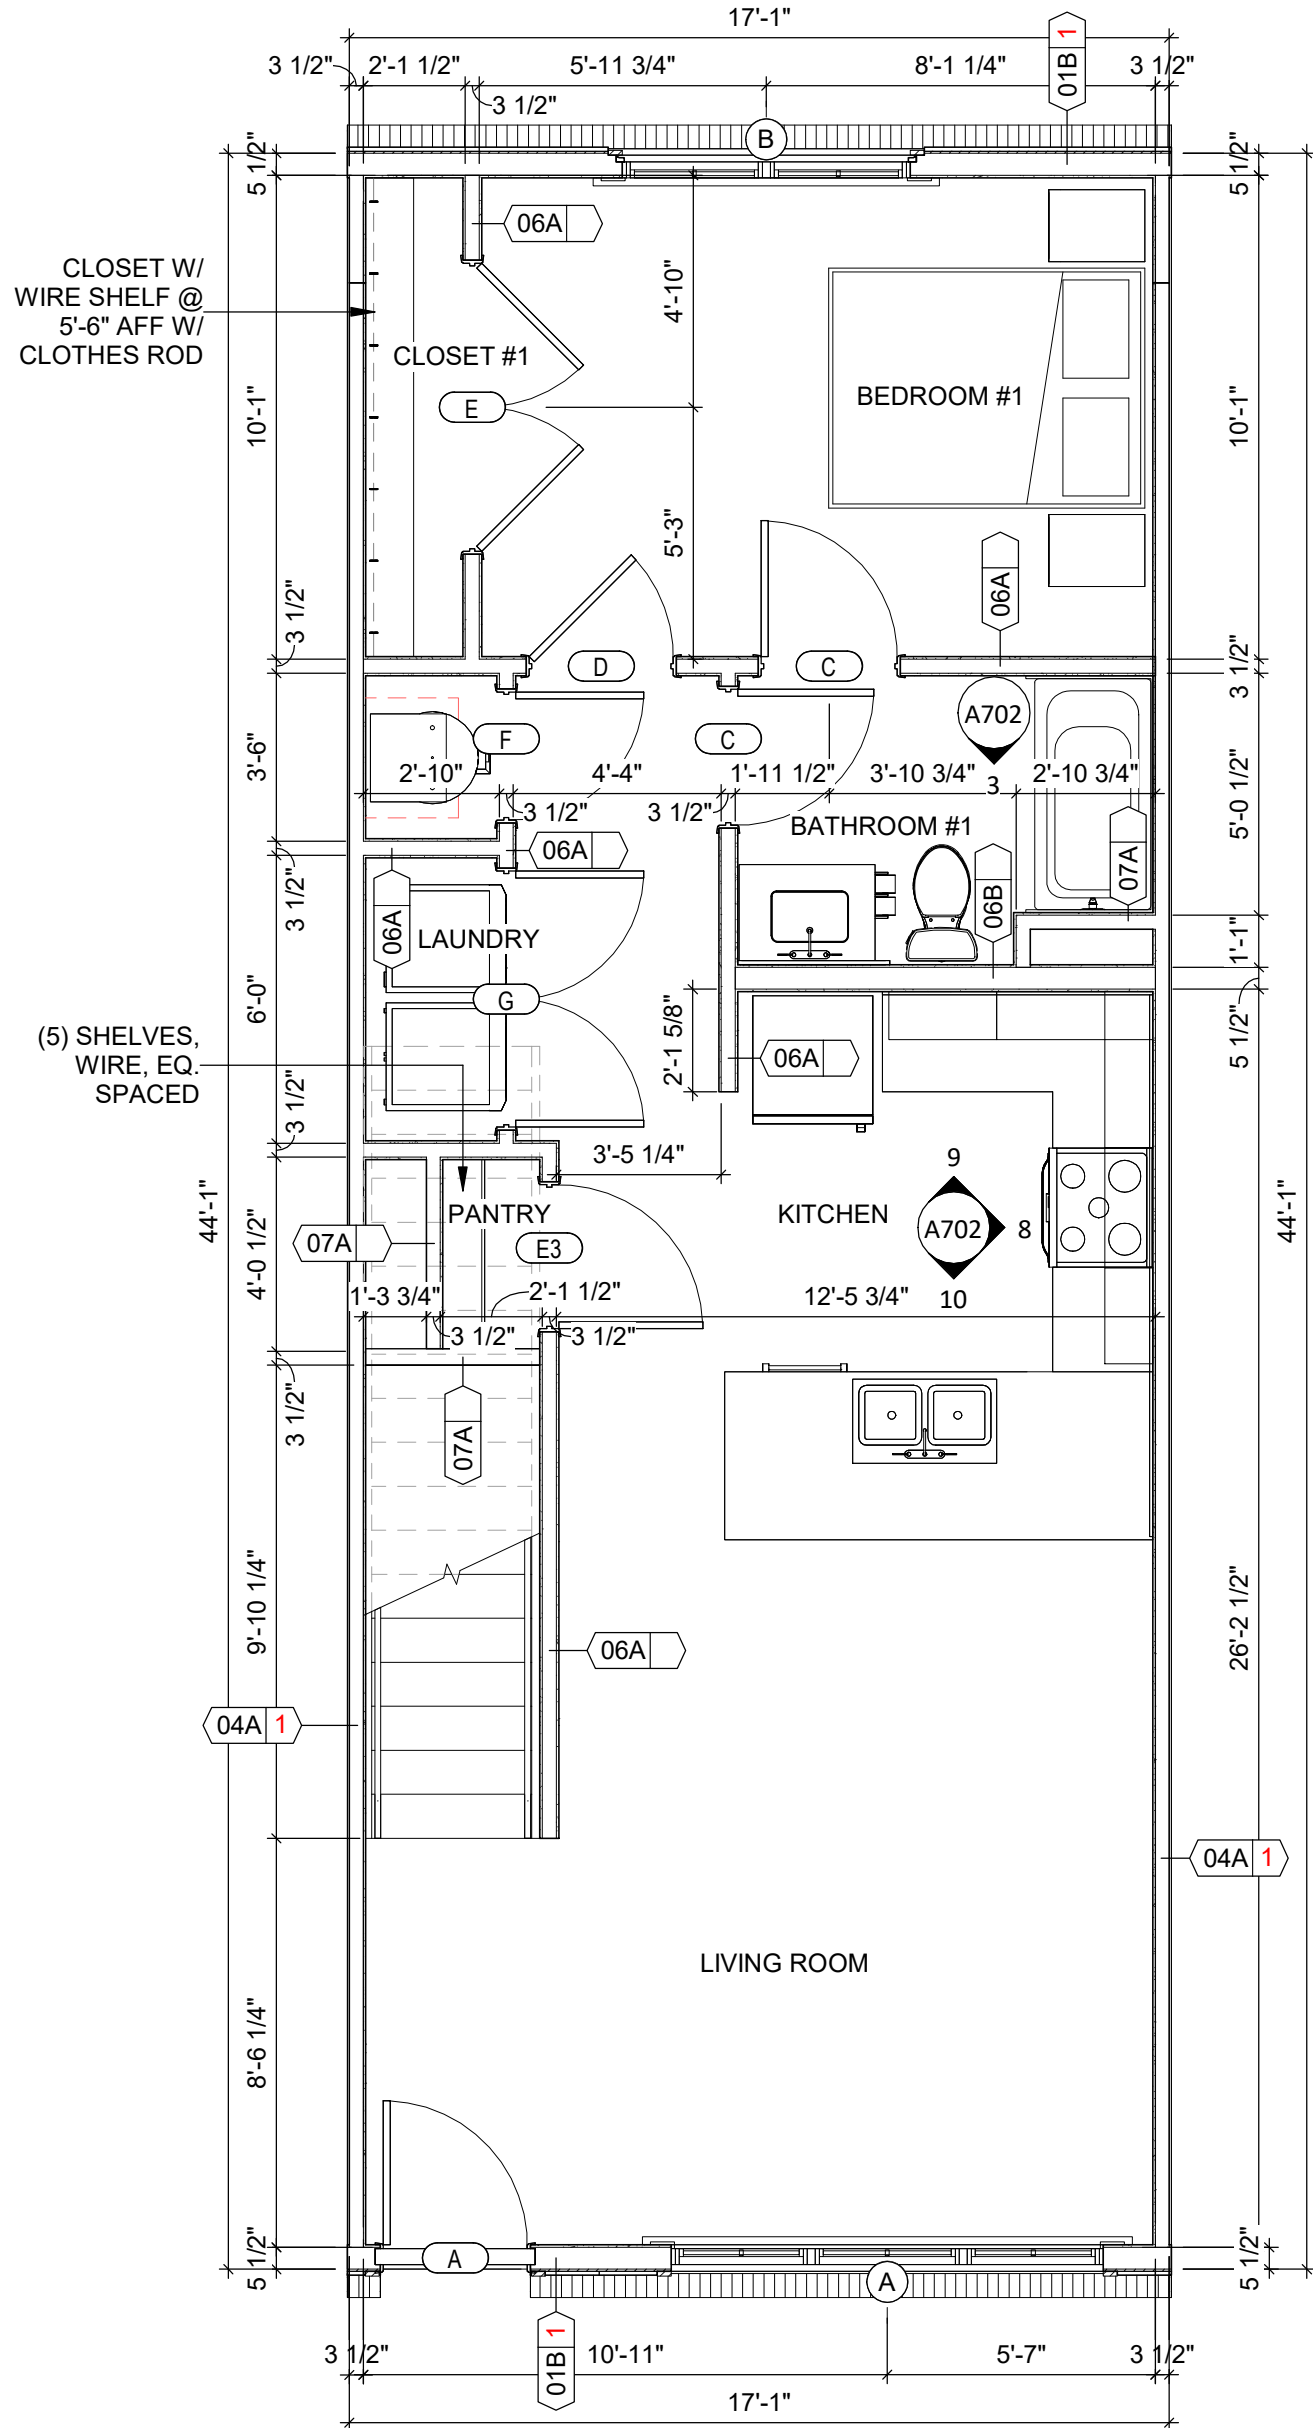 17'-1"
3 1/2"
2'-1 1/2"
5'-11 3/4"
8'-1 1/4"
3 1/2"
3 1/2"
01B 1
B
5 1/2"
5 1/2"
06A
CLOSET W/
WIRE SHELF @
5'-6" AFF W/
CLOTHES ROD
4'-10"
CLOSET #1
E
BEDROOM #1
10'-1"
10'-1"
5'-3"
06A
3 1/2"
3 1/2"
D
C
A702
3
F
C
3'-6"
2'-10"
4'-4"
1'-11 1/2"
3'-10 3/4"
2'-10 3/4"
5'-0 1/2"
3 1/2"
3 1/2"
BATHROOM #1
06A
07A
3 1/2"
06A
06B
LAUNDRY
1'-1"
6'-0"
G
(5) SHELVES,
WIRE, EQ.
SPACED
2'-1 5/8"
06A
5 1/2"
3 1/2"
3'-5 1/4"
9
44'-1"
PANTRY
KITCHEN
A702
8
44'-1"
07A
E3
4'-0 1/2"
10
1'-3 3/4"
2'-1 1/2"
12'-5 3/4"
3 1/2"
3 1/2"
3 1/2"
07A
9'-10 1/4"
26'-2 1/2"
06A
04A 1
04A 1
LIVING ROOM
8'-6 1/4"
5 1/2"
A
A
5 1/2"
3 1/2"
01B 1
10'-11"
5'-7"
3 1/2"
17'-1"